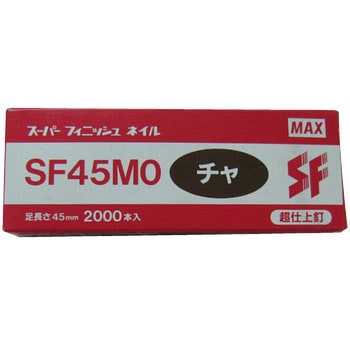 スーパー フィニッシュ ネイル
MAX
SF45MO
チャ
SF
足長さ45mm 2000本入
超仕上釘